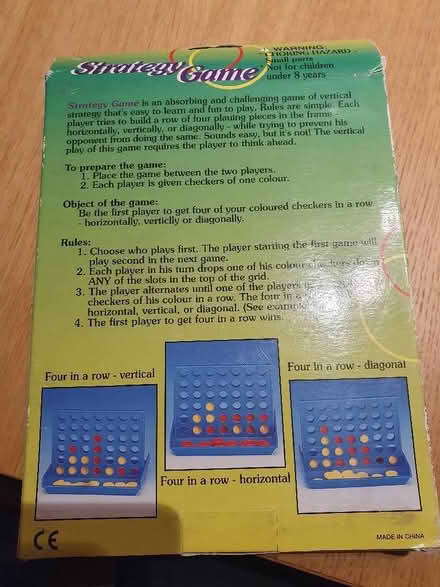 WARNING:
CHOKING HAZARD -
Small parts
Not for children
under 8 years
Strategy Game
Strategy Game is an absorbing and challenging game of vertical
strategy that's easy to learn and fun to play. Rules are simple. Each
player tries to build a row of four playing pieces in the frame -
horizontally, vertically, or diagonally - while trying to prevent his
opponent from doing the same. Sounds easy, but it's not! The vertical
play of this game requires the player to think ahead.
To prepare the game:
1. Place the game between the two players.
2. Each player is given checkers of one colour.
Object of the game:
Be the first player to get four of your coloured checkers in a row
- horizontally, verticlly or diagonally.
Rules:
1. Choose who plays first. The player starting the first game will
play second in the next game.
2. Each player in his turn drops one of his colour checkers down
ANY of the slots in the top of the grid.
3. The player alternates until one of the players
checkers of his colour in a row. The four in a
horizontal, vertical, or diagonal. (See example
4. The first player to get four in a row wins.
Four in a row - vertical
Four in a row - horizontal
Four in a row - diagonal
CE
MADE IN CHINA